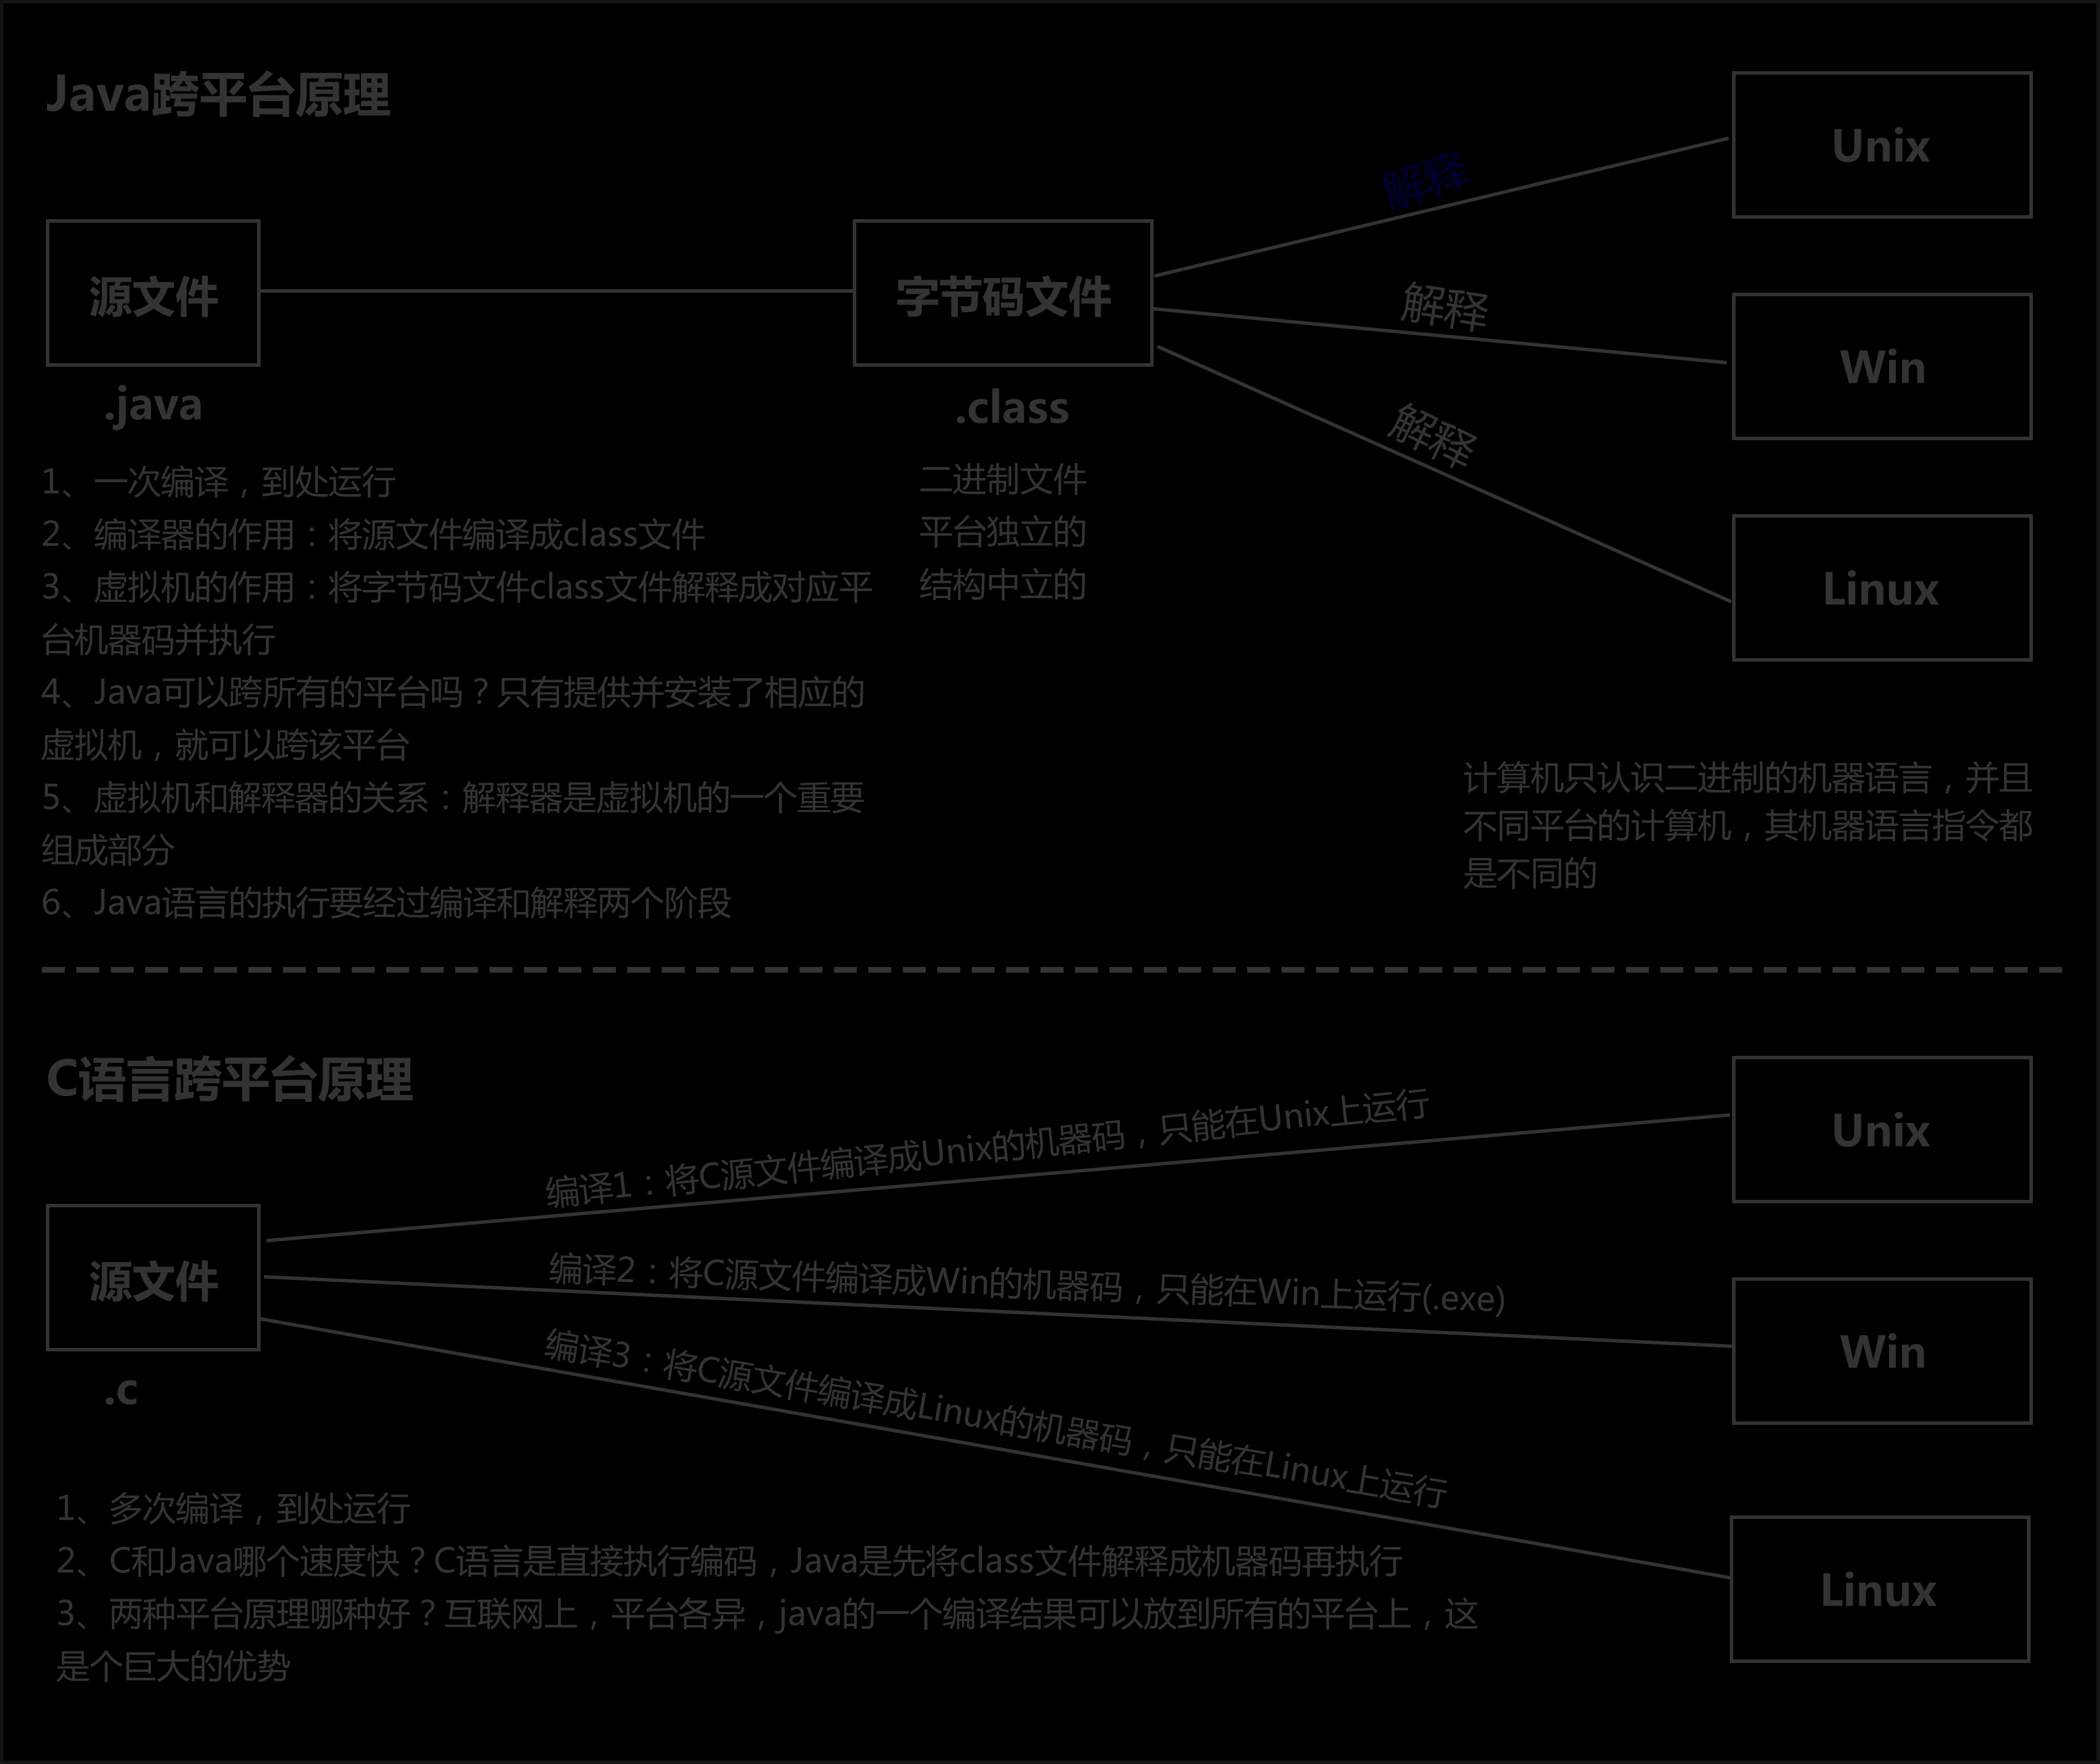 Java跨平台原理
Unix
解释
源文件
字节码文件
解释
Win
.java
.class
解释
1、一次编译，到处运行
2、编译器的作用：将源文件编译成class文件
3、虚拟机的作用：将字节码文件class文件解释成对应平
台机器码并执行
4、Java可以跨所有的平台吗？只有提供并安装了相应的
虚拟机，就可以跨该平台
5、虚拟机和解释器的关系：解释器是虚拟机的一个重要
组成部分
6、Java语言的执行要经过编译和解释两个阶段
二进制文件
平台独立的
结构中立的
Linux
计算机只认识二进制的机器语言，并且
不同平台的计算机，其机器语言指令都
是不同的
C语言跨平台原理
Unix
编译1：将C源文件编译成Unix的机器码，只能在Unix上运行
源文件
编译2：将C源文件编译成Win的机器码，只能在Win上运行(.exe)
Win
编译3：将C源文件编译成Linux的机器码，只能在Linux上运行
.c
Linux
1、多次编译，到处运行
2、C和Java哪个速度快？C语言是直接执行编码，Java是先将class文件解释成机器码再执行
3、两种平台原理哪种好？互联网上，平台各异，java的一个编译结果可以放到所有的平台上，这
是个巨大的优势